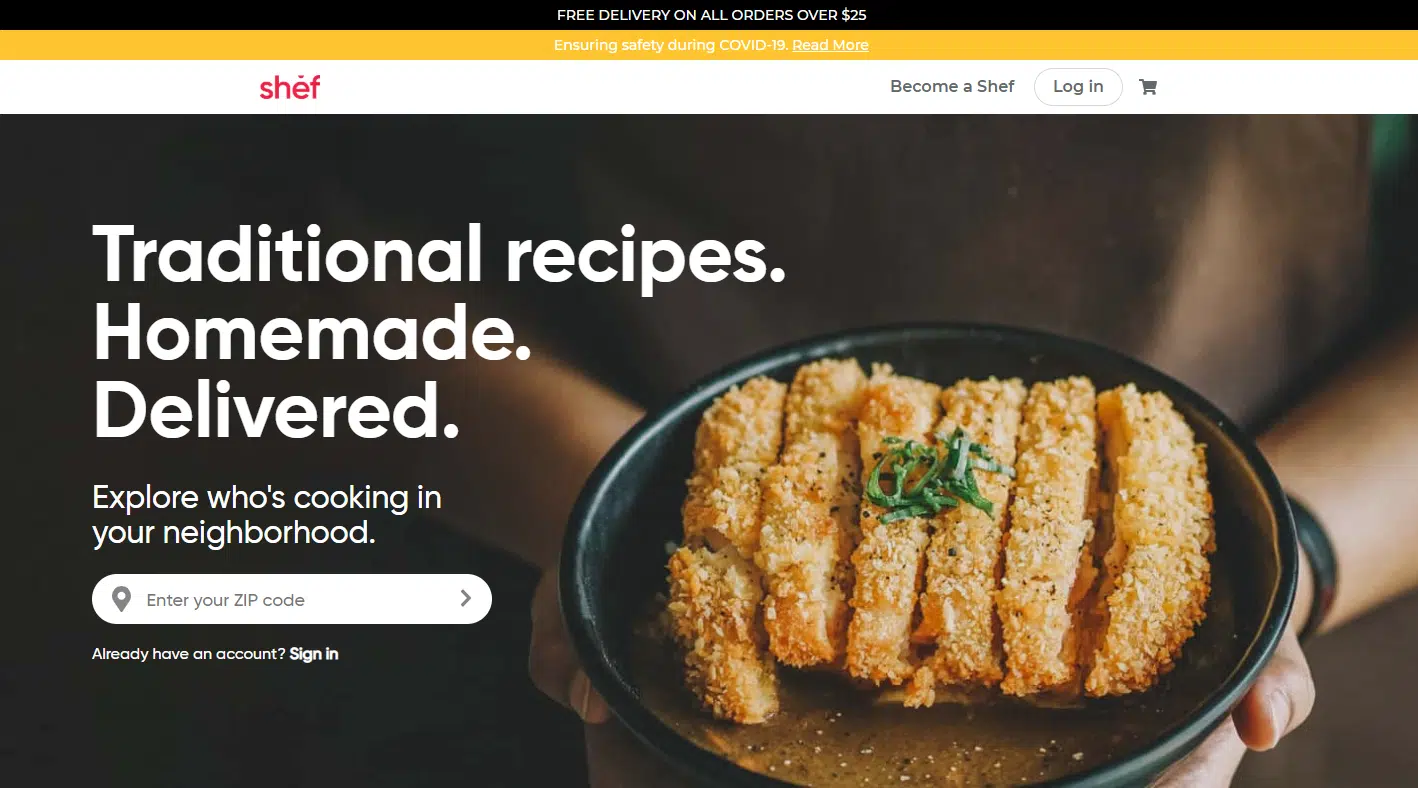 FREE DELIVERY ON ALL ORDERS OVER $25
Ensuring safety during COVID-19. Read More
shef
Become a Shef
Log in
Traditional recipes.
Homemade.
Delivered.
Explore who's cooking in
your neighborhood.
Enter your ZIP code
Already have an account? Sign in